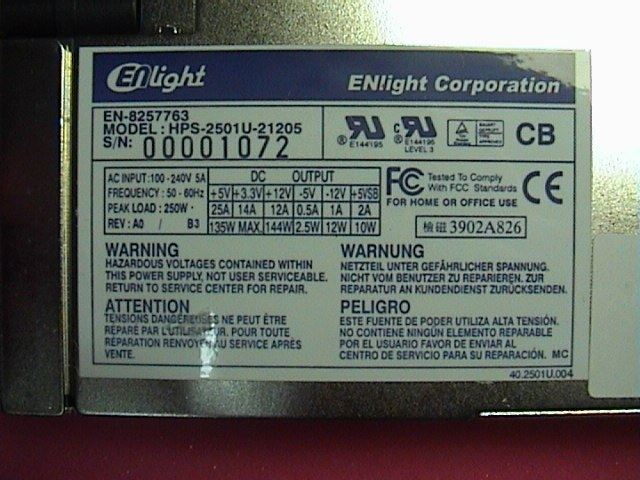 ENlight
ENlight Corporation
EN-8257763
MODEL : HPS-2501U-21205
S/N: 00001072
E144195
E144195
LEVEL 3
CB
AC INPUT:100 - 240V 5A
FREQUENCY : 50 - 60Hz
PEAK LOAD : 250W
REV : A0 / B3
DC OUTPUT
+5V +3.3V +12V -5V -12V +5VSB
25A 14A 12A 0.5A 1A 2A
135W MAX. 144W 2.5W 12W 10W
FC Tested To Comply
With FCC Standards
FOR HOME OR OFFICE USE
CE
檢磁 3902A826
WARNING
HAZARDOUS VOLTAGES CONTAINED WITHIN
THIS POWER SUPPLY, NOT USER SERVICEABLE.
RETURN TO SERVICE CENTER FOR REPAIR.
WARNUNG
NETZTEIL UNTER GEFÄHRLICHER SPANNUNG.
NICHT VOM BENUTZER ZU REPARIEREN. ZUR
REPARATUR AN KUNDENDIENST ZURÜCKSENDEN.
ATTENTION
TENSIONS DANGEREUSES NE PEUT ÊTRE
RÉPARÉ PAR L'UTILISATEUR. POUR TOUTE
RÉPARATION RENVOYEZ AU SERVICE APRÈS
VENTE.
PELIGRO
ESTE FUENTE DE PODER UTILIZA ALTA TENSIÓN.
NO CONTIENE NINGÚN ELEMENTO REPARABLE
POR EL USUARIO FAVOR DE ENVIAR AL
CENTRO DE SERVICIO PARA SU REPARACIÓN. MC
40.2501U.004